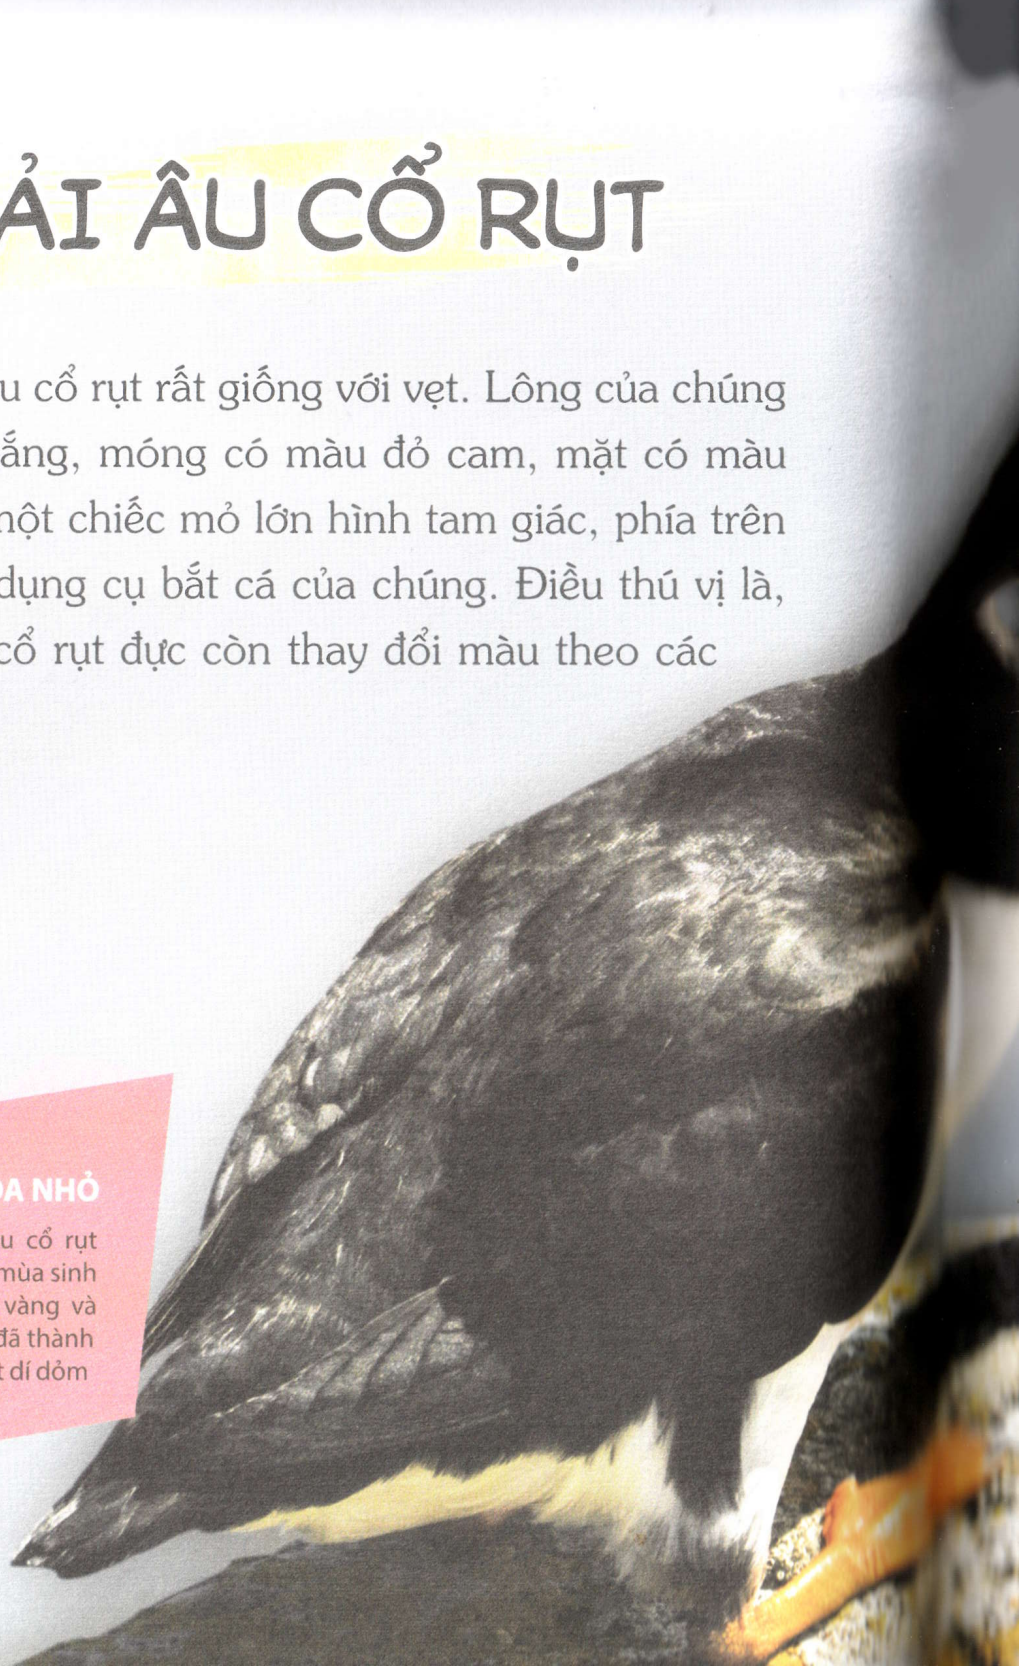 ẢI ÂU CỔ RỤT
u cổ rụt rất giống với vẹt. Lông của chúng
ắng, móng có màu đỏ cam, mặt có màu
một chiếc mỏ lớn hình tam giác, phía trên
dụng cụ bắt cá của chúng. Điều thú vị là,
cổ rụt đực còn thay đổi màu theo các
OA NHỎ
u cổ rụt
mùa sinh
vàng và
đã thành
t dí dỏm